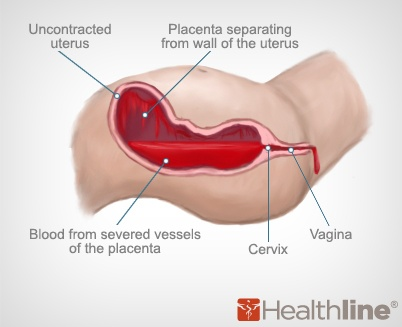 Uncontracted
uterus
Placenta separating
from wall of the uterus
Blood from severed vessels
of the placenta
Cervix
Vagina
Healthline®